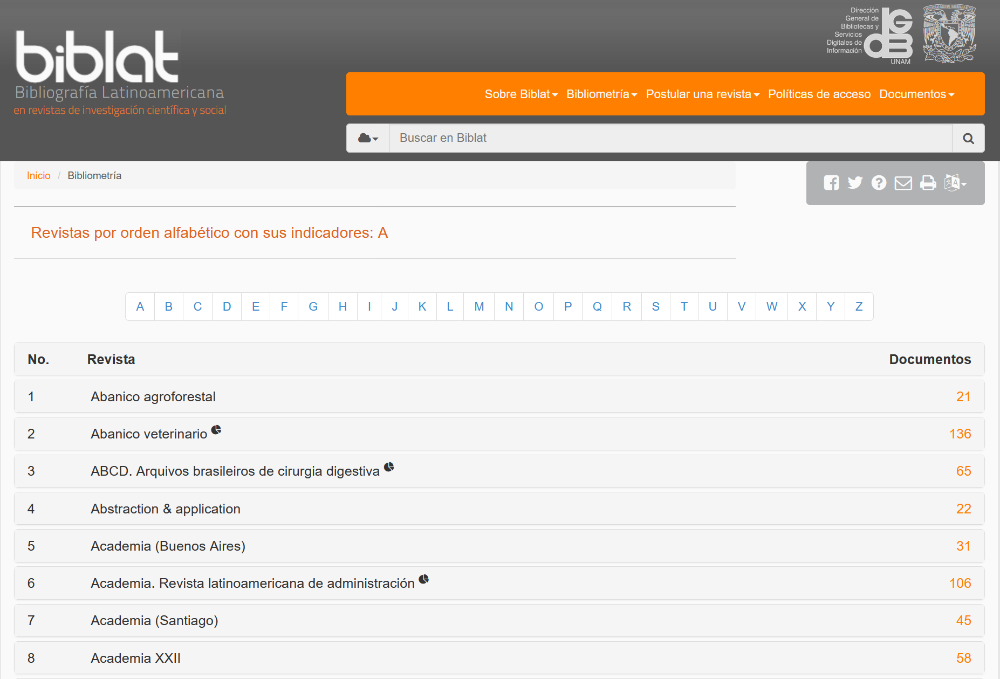 biblat
Bibliografía Latinoamericana
en revistas de investigación científica y social
Dirección
General de
Bibliotecas y
Servicios
Digitales de
Información
UNAM
Sobre Biblat Bibliometría Postular una revista Políticas de acceso Documentos
Buscar en Biblat
Inicio / Bibliometría
Revistas por orden alfabético con sus indicadores: A
A B C D E F G H I J K L M N O P Q R S T U V W X Y Z
No. Revista Documentos
1 Abanico agroforestal 21
2 Abanico veterinario 136
3 ABCD. Arquivos brasileiros de cirurgia digestiva 65
4 Abstraction & application 22
5 Academia (Buenos Aires) 31
6 Academia. Revista latinoamericana de administración 106
7 Academia (Santiago) 45
8 Academia XXII 58